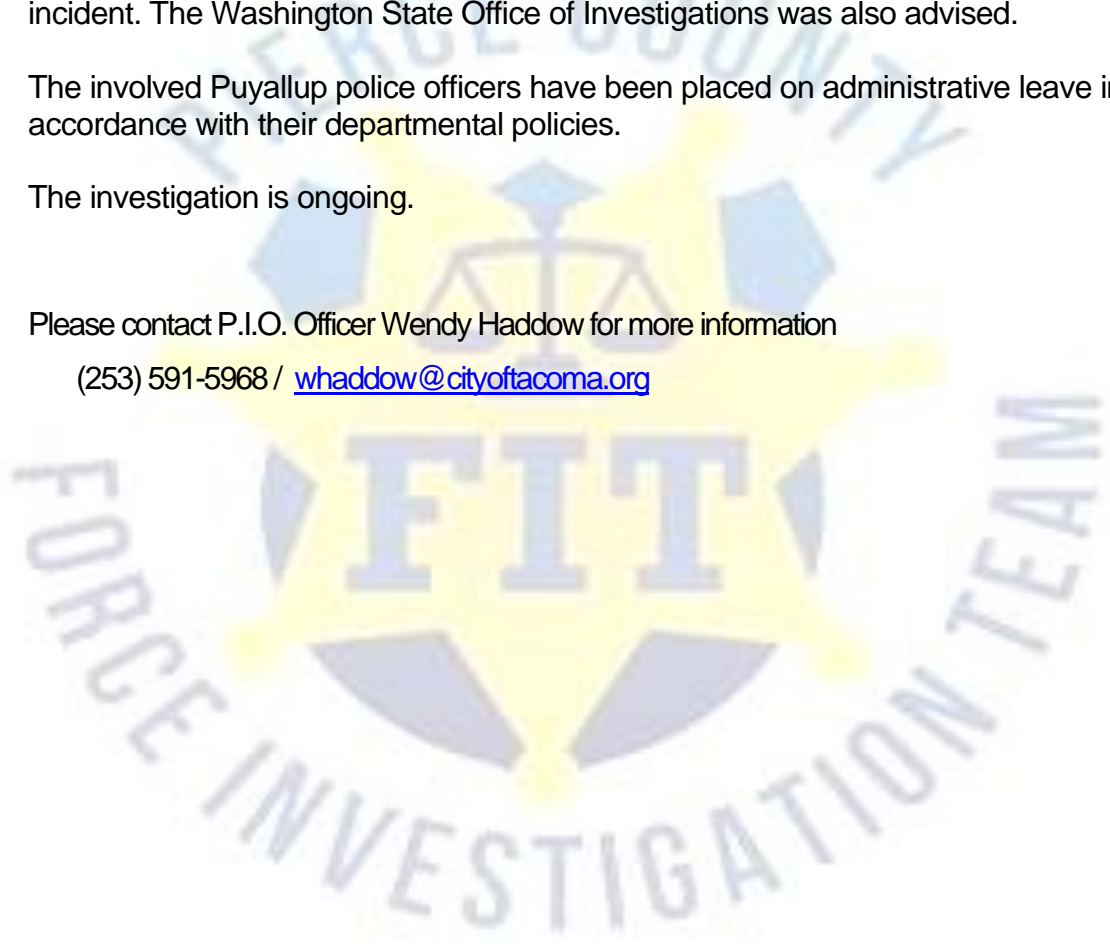 incident. The Washington State Office of Investigations was also advised.
The involved Puyallup police officers have been placed on administrative leave in
accordance with their departmental policies.
The investigation is ongoing.
Please contact P.I.O. Officer Wendy Haddow for more information
(253) 591-5968 / whaddow@cityoftacoma.org
PIERCE COUNTY
FIT
FORCE INVESTIGATION TEAM